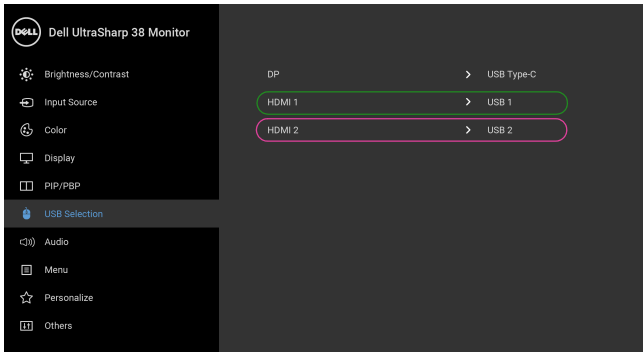 DELL Dell UltraSharp 38 Monitor
Brightness/Contrast
DP > USB Type-C
Input Source
HDMI 1 > USB 1
Color
HDMI 2 > USB 2
Display
PIP/PBP
USB Selection
Audio
Menu
Personalize
Others